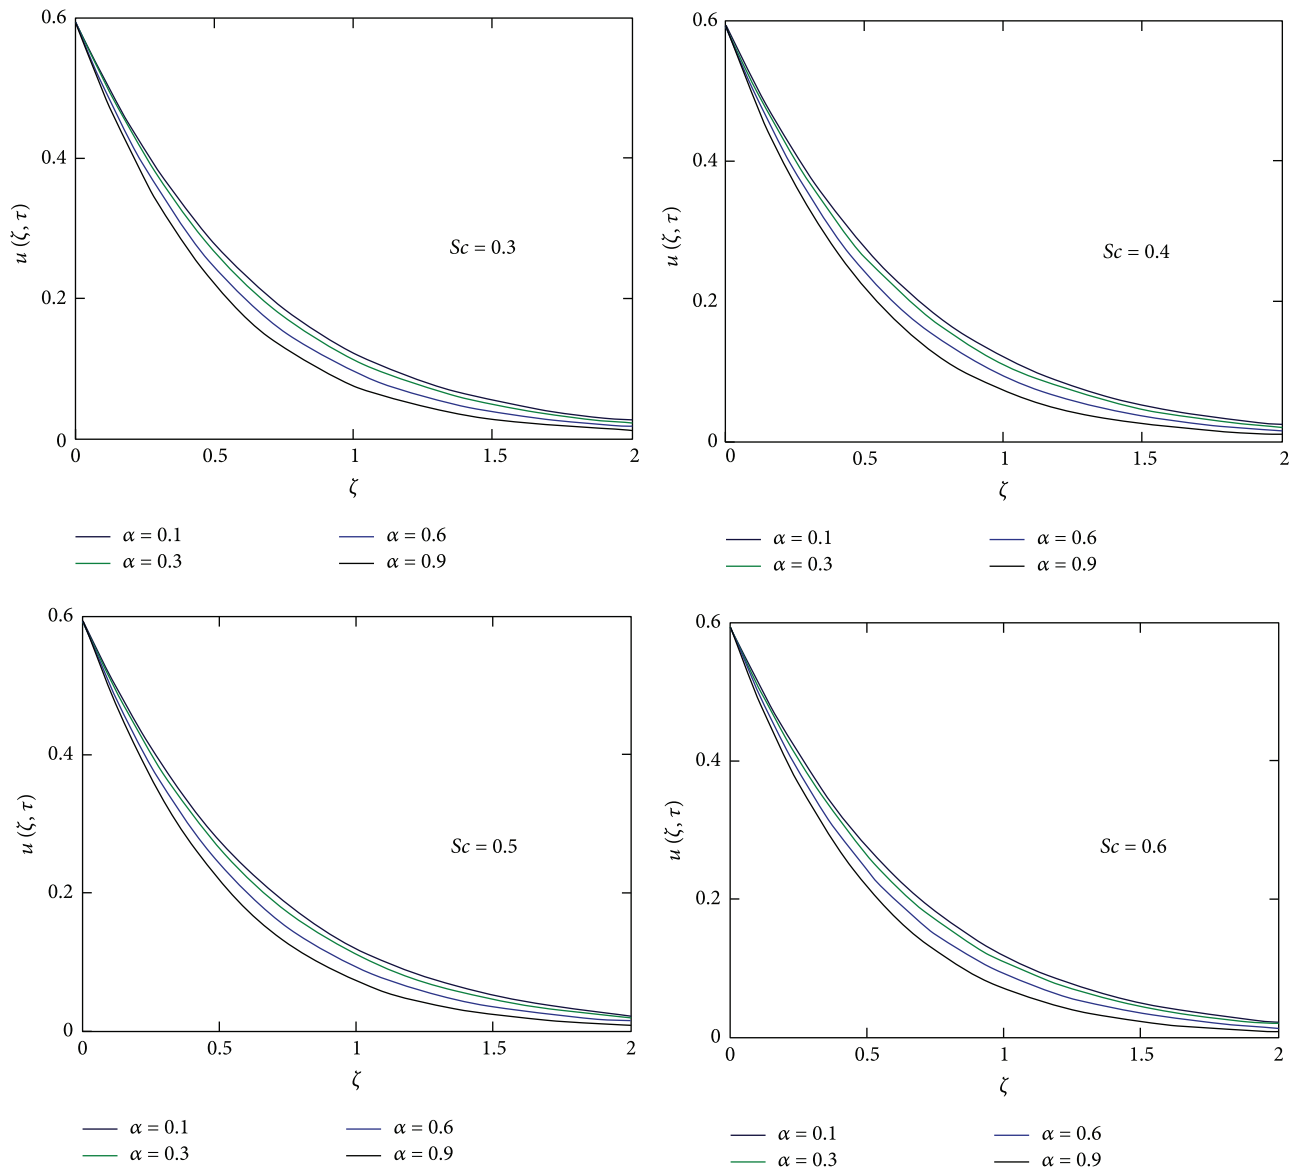 0.6
0.4
0.2
0
u (ζ, τ)
Sc = 0.3
0 0.5 1 1.5 2
ζ
α = 0.1 α = 0.6
α = 0.3 α = 0.9
0.6
0.4
0.2
0
u (ζ, τ)
Sc = 0.4
0 0.5 1 1.5 2
ζ
α = 0.1 α = 0.6
α = 0.3 α = 0.9
0.6
0.4
0.2
0
u (ζ, τ)
Sc = 0.5
0 0.5 1 1.5 2
ζ
α = 0.1 α = 0.6
α = 0.3 α = 0.9
0.6
0.4
0.2
0
u (ζ, τ)
Sc = 0.6
0 0.5 1 1.5 2
ζ
α = 0.1 α = 0.6
α = 0.3 α = 0.9